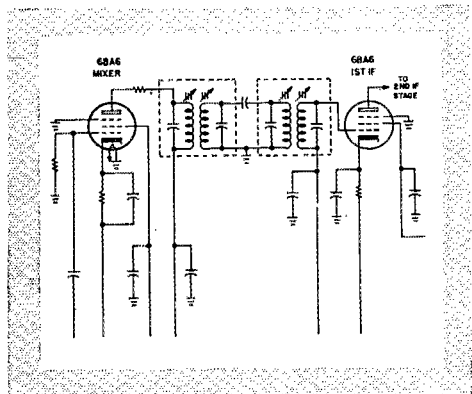 6BA6
MIXER
6BA6
1ST IF
TO
2ND IF
STAGE